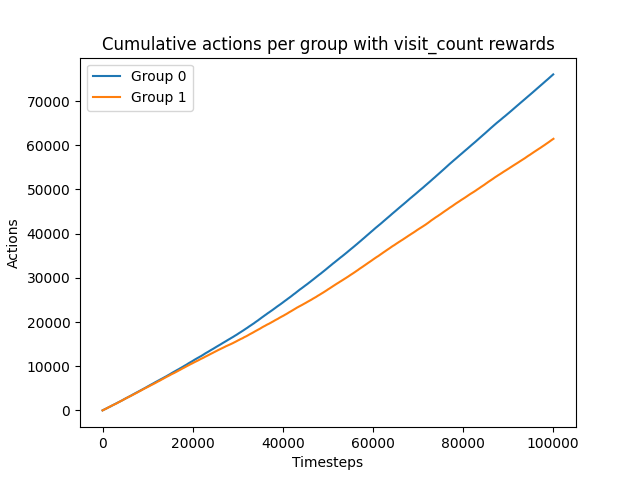 Cumulative actions per group with visit_count rewards
Group 0
Group 1
70000
60000
50000
40000
30000
20000
10000
0
Actions
0 20000 40000 60000 80000 100000
Timesteps